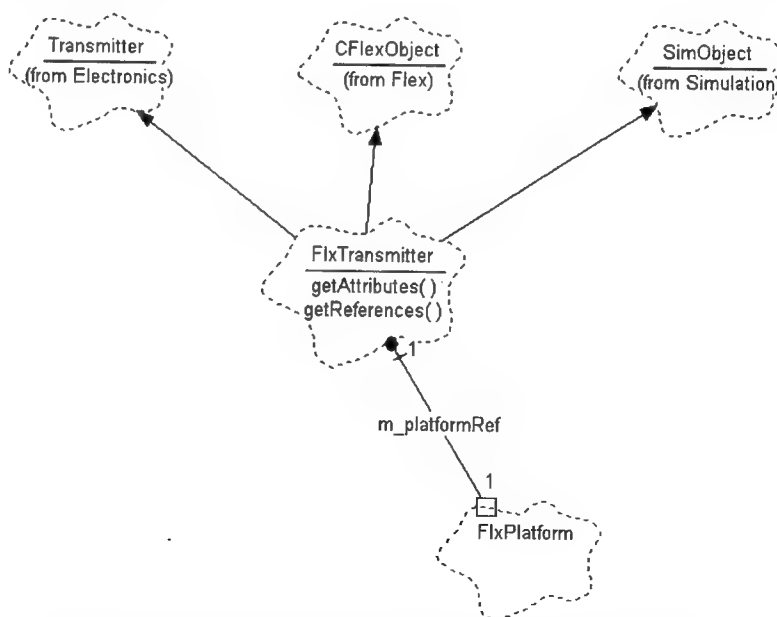 Transmitter
(from Electronics)
CFlexObject
(from Flex)
SimObject
(from Simulation)
FlxTransmitter
getAttributes( )
getReferences( )
1
m_platformRef
1
FlxPlatform